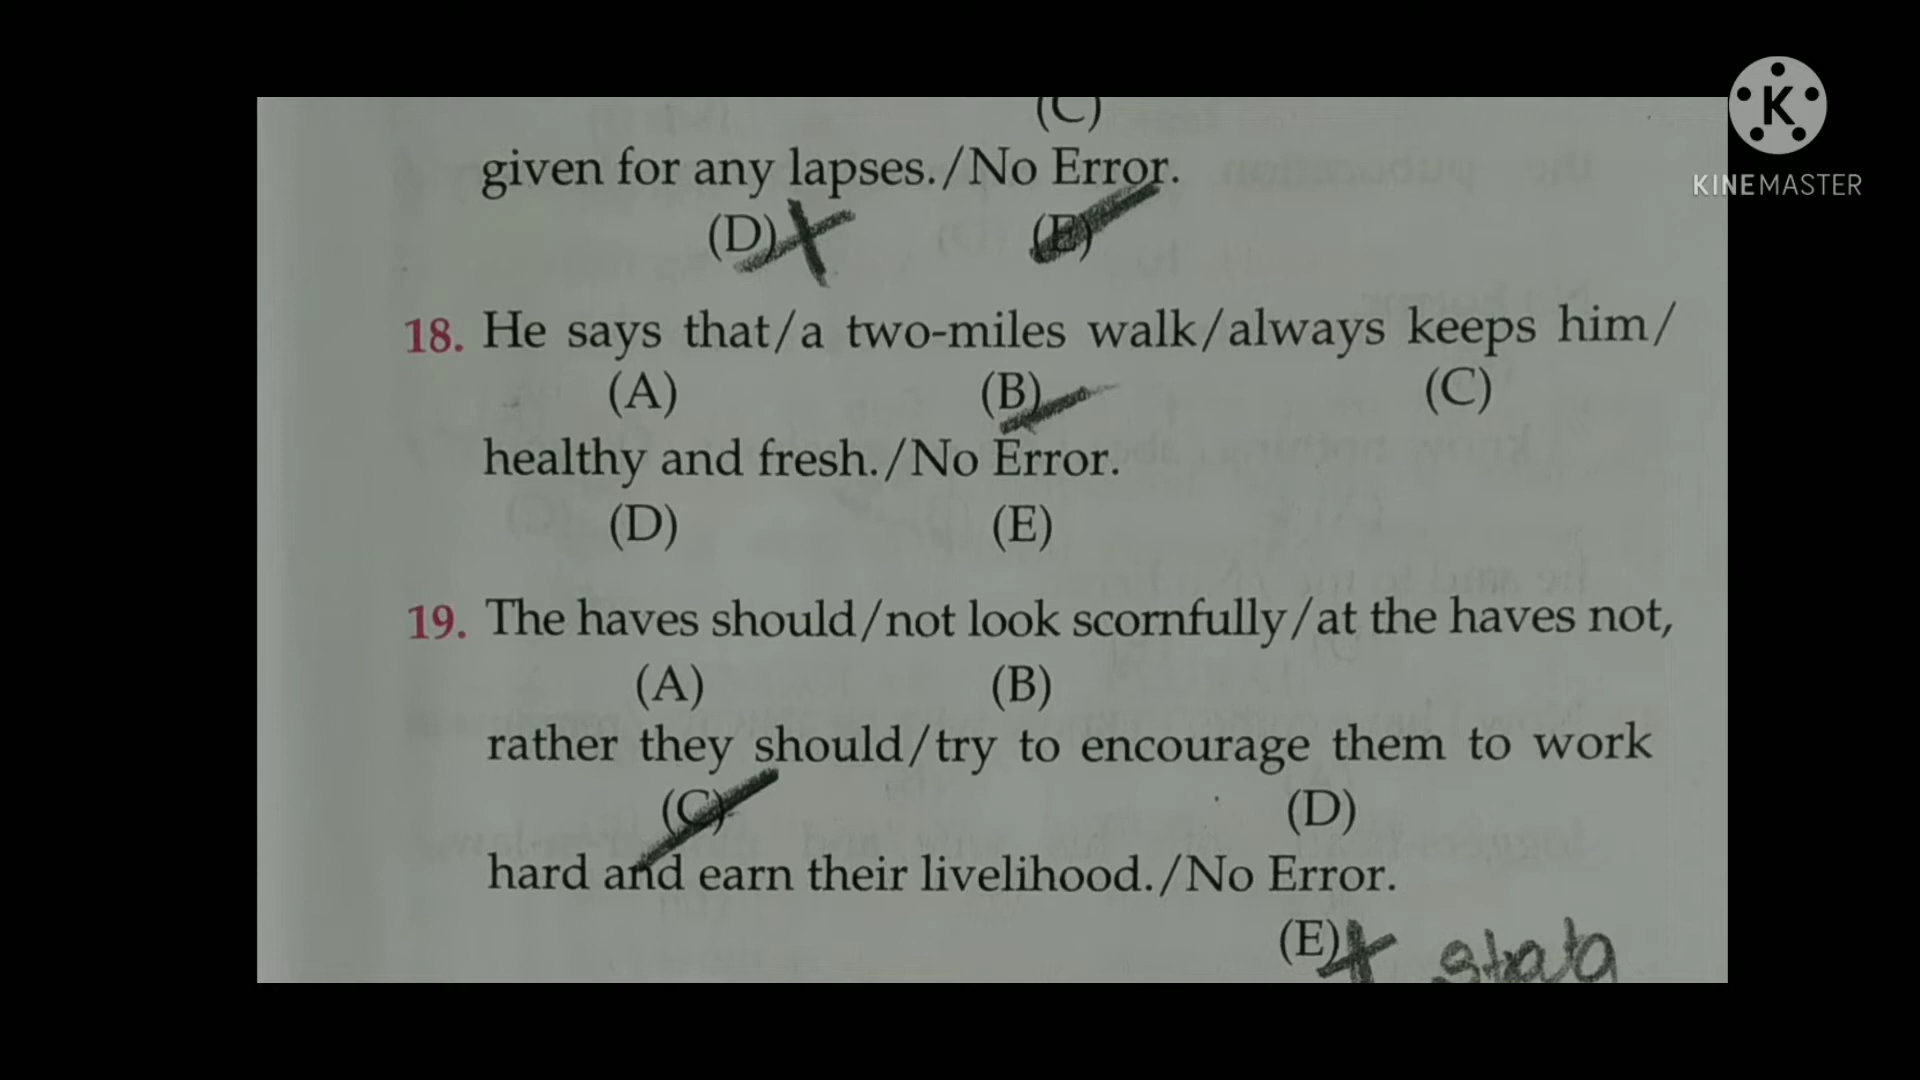 (C)
given for any lapses./No Error.
(D) (E)
18. He says that/a two-miles walk/always keeps him/
(A) (B) (C)
healthy and fresh./No Error.
(D) (E)
19. The haves should/not look scornfully/at the haves not,
(A) (B)
rather they should/try to encourage them to work
(C) (D)
hard and earn their livelihood./No Error.
(E)
KINEMASTER